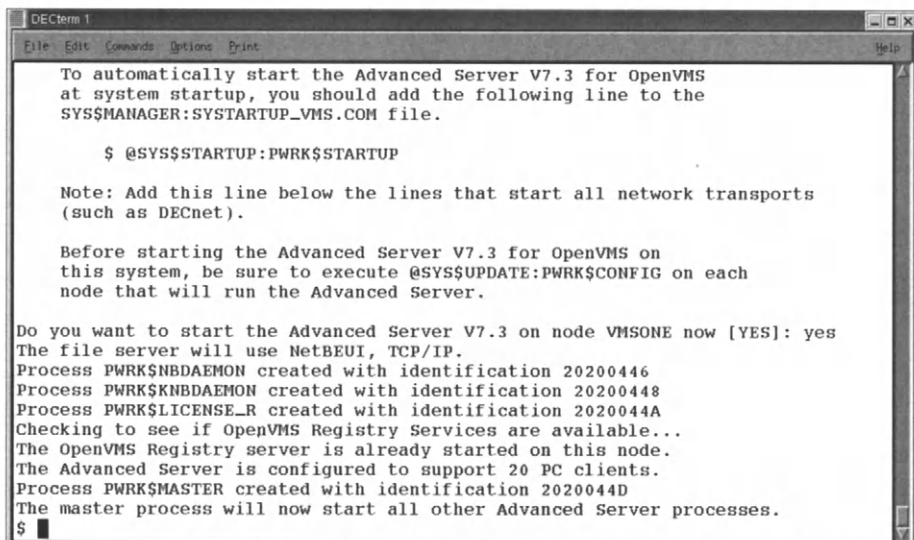 DECterm 1
File Edit Commands Options Print Help
To automatically start the Advanced Server V7.3 for OpenVMS
at system startup, you should add the following line to the
SYS$MANAGER:SYSTARTUP_VMS.COM file.
$ @SYS$STARTUP:PWRK$STARTUP
Note: Add this line below the lines that start all network transports
(such as DECnet).
Before starting the Advanced Server V7.3 for OpenVMS on
this system, be sure to execute @SYS$UPDATE:PWRK$CONFIG on each
node that will run the Advanced Server.
Do you want to start the Advanced Server V7.3 on node VMSONE now [YES]: yes
The file server will use NetBEUI, TCP/IP.
Process PWRK$NBDAEMON created with identification 20200446
Process PWRK$KNBDAEMON created with identification 20200448
Process PWRK$LICENSE_R created with identification 2020044A
Checking to see if OpenVMS Registry Services are available...
The OpenVMS Registry server is already started on this node.
The Advanced Server is configured to support 20 PC clients.
Process PWRK$MASTER created with identification 2020044D
The master process will now start all other Advanced Server processes.
$